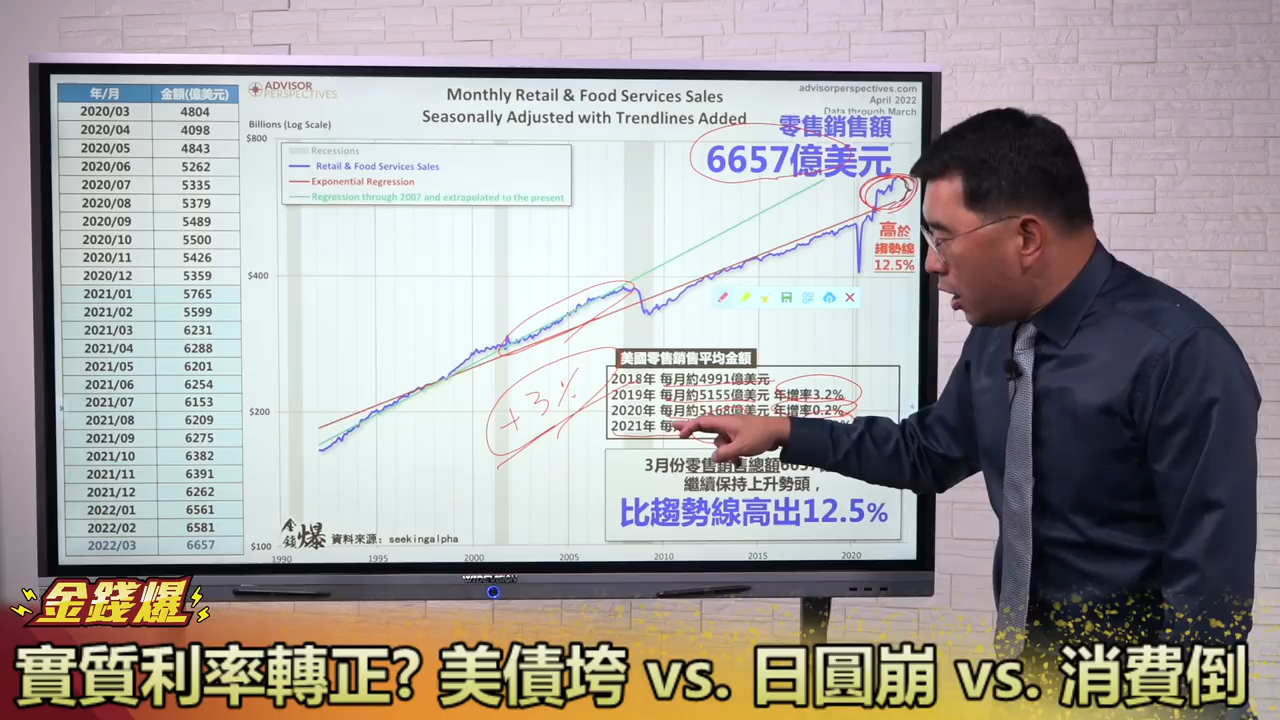 年/月 金額(億美元)
2020/03 4804
2020/04 4098
2020/05 4843
2020/06 5262
2020/07 5335
2020/08 5379
2020/09 5489
2020/10 5500
2020/11 5426
2020/12 5359
2021/01 5765
2021/02 5599
2021/03 6231
2021/04 6288
2021/05 6201
2021/06 6254
2021/07 6153
2021/08 6209
2021/09 6275
2021/10 6382
2021/11 6391
2021/12 6262
2022/01 6561
2022/02 6581
2022/03 6657
ADVISOR
PERSPECTIVES
Monthly Retail & Food Services Sales
Seasonally Adjusted with Trendlines Added
advisorperspectives.com
April 2022
Data through March
Billions (Log Scale)
$800
$400
$200
$100
Recessions
Retail & Food Services Sales
Exponential Regression
Regression through 2007 and extrapolated to the present
零售銷售額
6657億美元
高於
趨勢線
12.5%
+3%
美國零售銷售平均金額
2018年 每月約4991億美元
2019年 每月約5155億美元 年增率3.2%
2020年 每月約5168億美元 年增率0.2%
2021年 每
3月份零售銷售總額
繼續保持上升勢頭,
比趨勢線高出12.5%
金錢爆 資料來源: seekingalpha
1990 1995 2000 2005 2010 2015 2020
金錢爆
實質利率轉正? 美債垮 vs. 日圓崩 vs. 消費倒